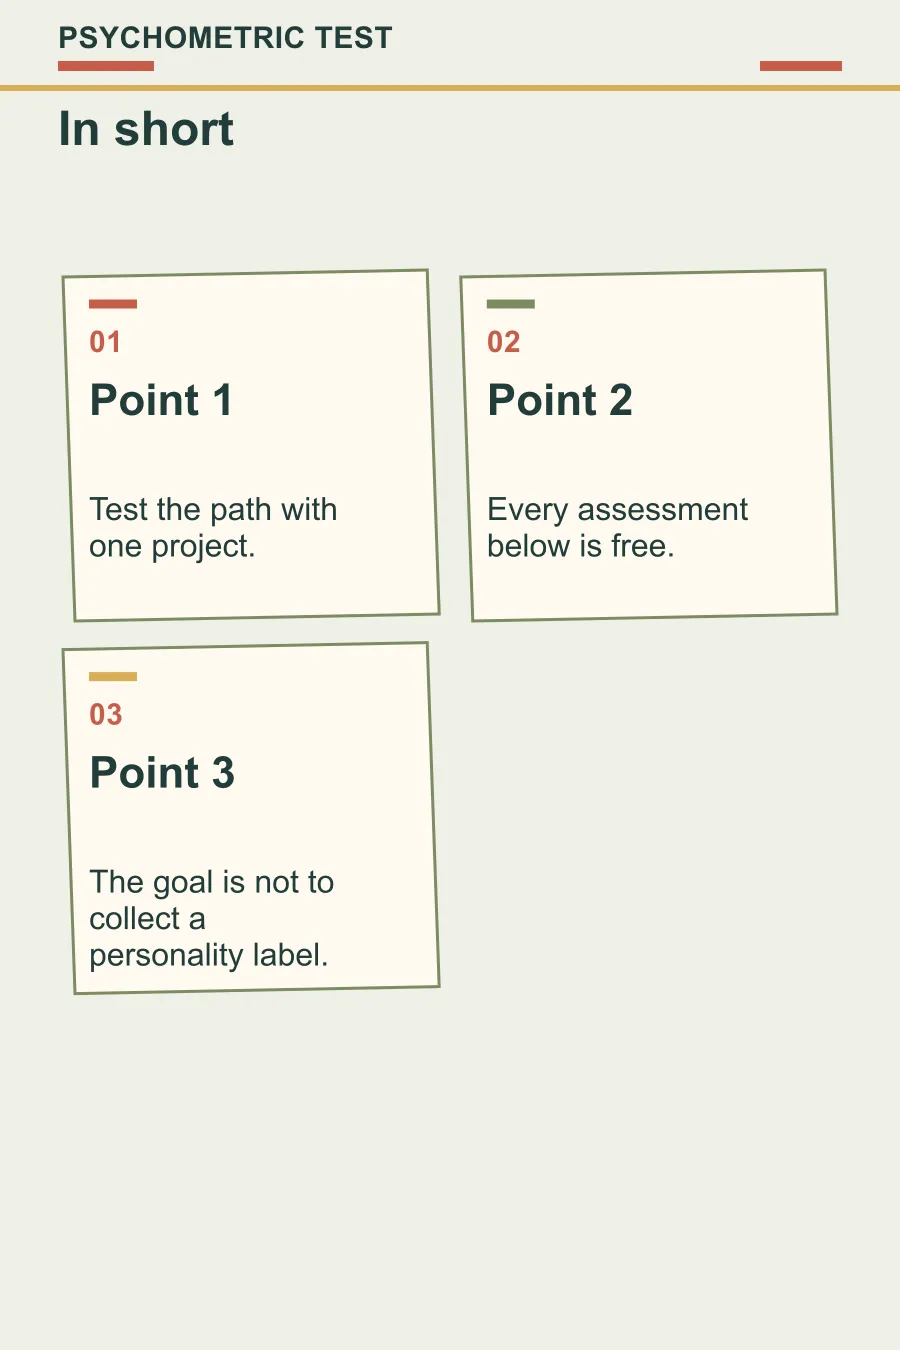 PSYCHOMETRIC TEST
In short
01
Point 1
Test the path with
one project.
02
Point 2
Every assessment
below is free.
03
Point 3
The goal is not to
collect a
personality label.